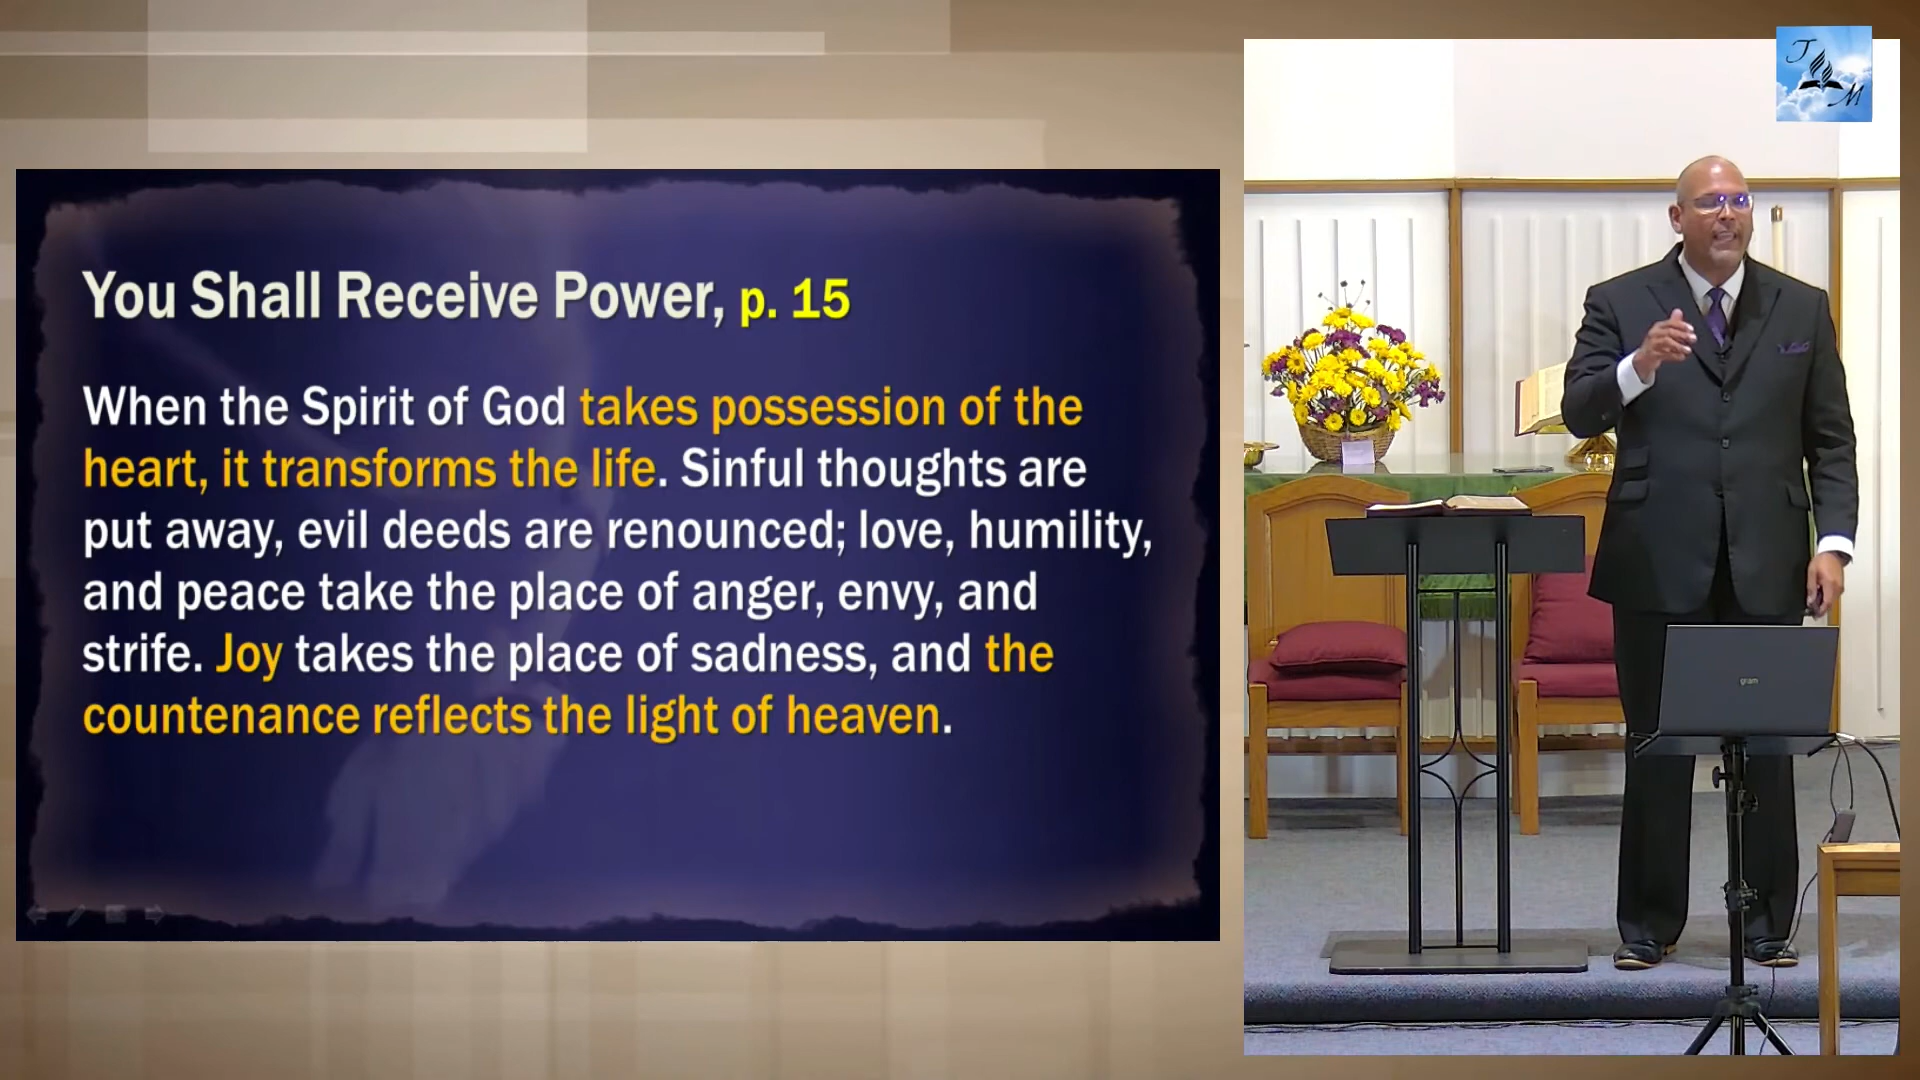 You Shall Receive Power, p. 15
When the Spirit of God takes possession of the
heart, it transforms the life. Sinful thoughts are
put away, evil deeds are renounced; love, humility,
and peace take the place of anger, envy, and
strife. Joy takes the place of sadness, and the
countenance reflects the light of heaven.
J
M
gram